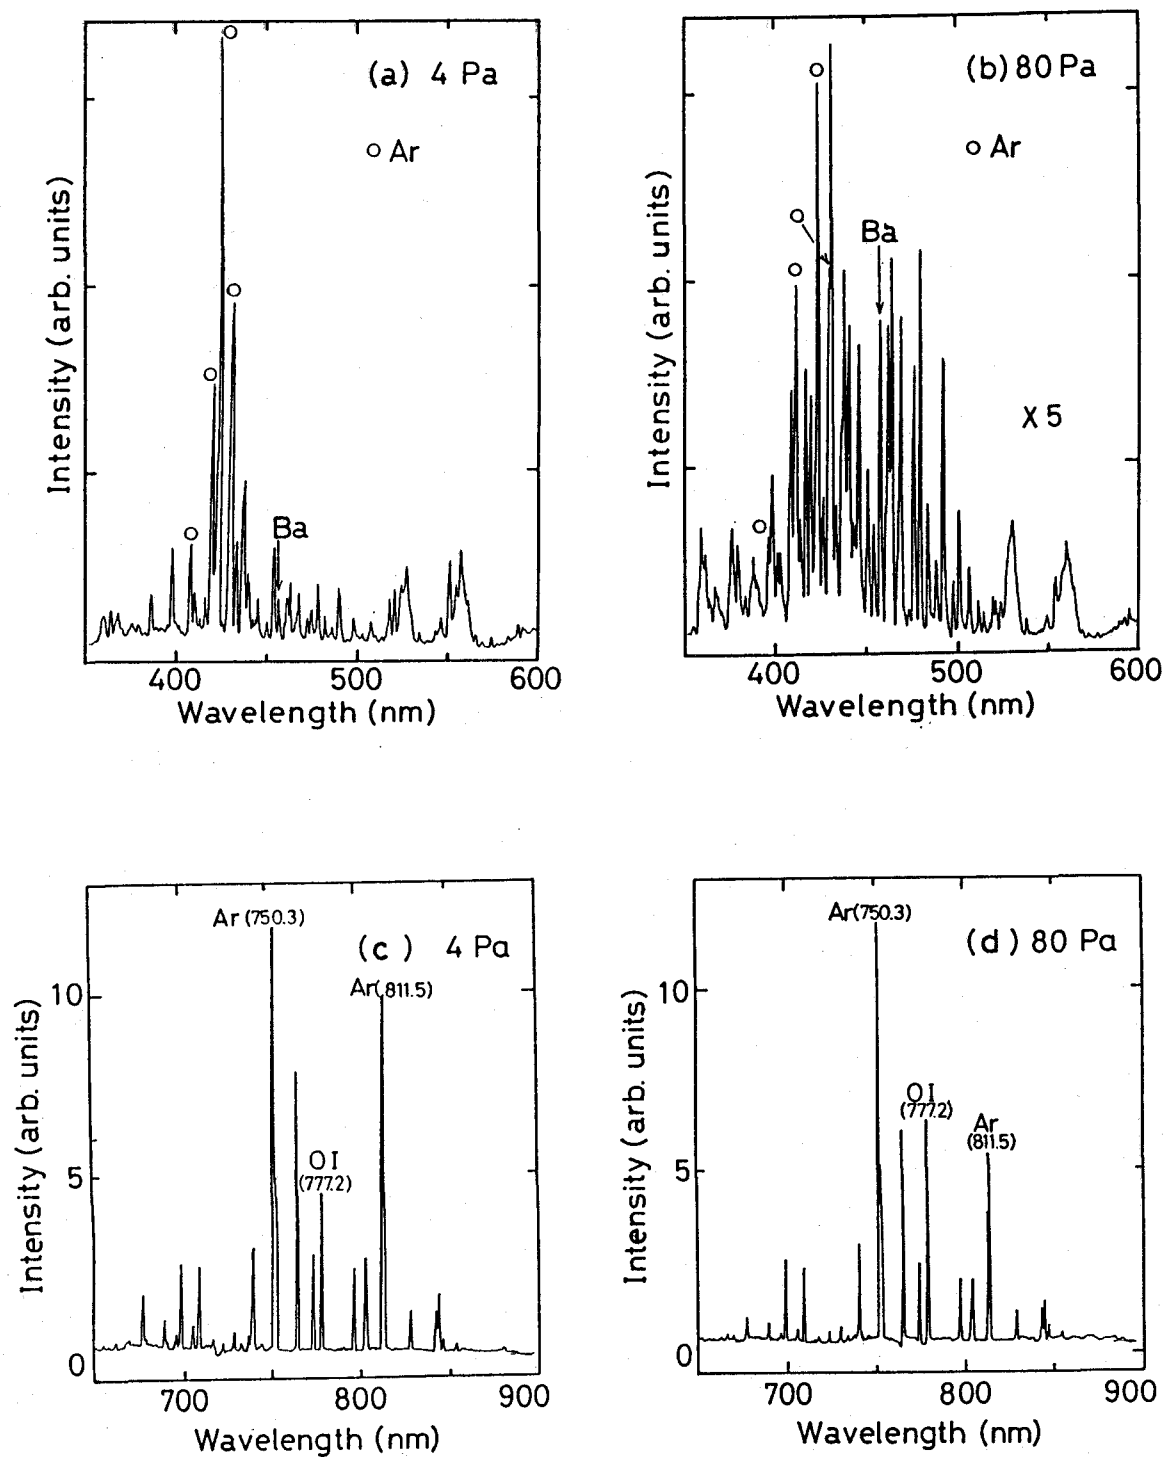 (a) 4 Pa
Ar
Ba
Intensity (arb. units)
400 500 600
Wavelength (nm)
(b) 80 Pa
Ar
Ba
X 5
Intensity (arb. units)
400 500 600
Wavelength (nm)
Ar (750.3)
(c) 4 Pa
Ar(811.5)
10
O I
(777.2)
5
0
Intensity (arb. units)
700 800 900
Wavelength (nm)
Ar(750.3)
(d) 80 Pa
10
O I
(777.2)
Ar
(811.5)
5
0
Intensity (arb. units)
700 800 900
Wavelength (nm)